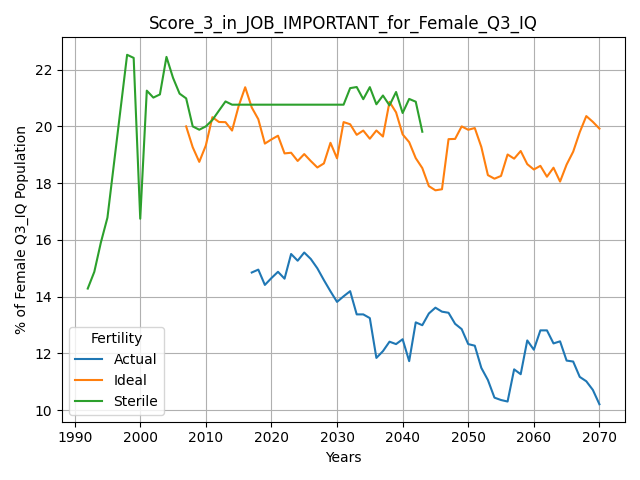 Score_3_in_JOB_IMPORTANT_for_Female_Q3_IQ
% of Female Q3_IQ Population
22
20
18
16
14
12
10
Fertility
Actual
Ideal
Sterile
1990 2000 2010 2020 2030 2040 2050 2060 2070
Years